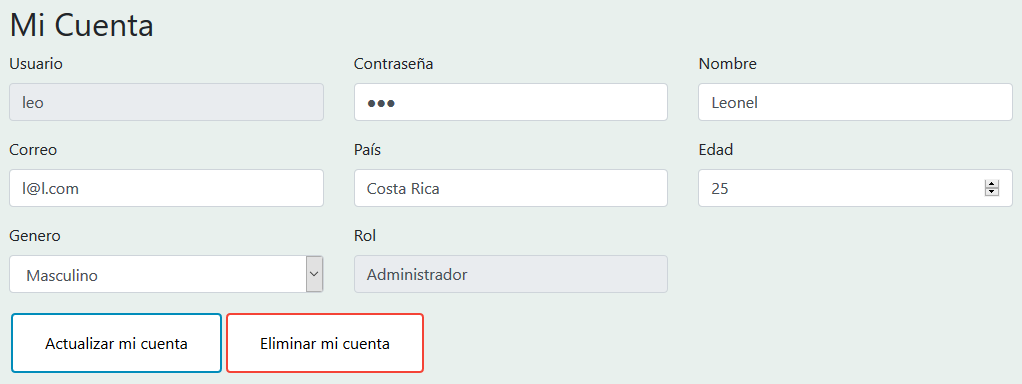 Mi Cuenta
Usuario Contraseña Nombre
leo ●●● Leonel
Correo País Edad
l@l.com Costa Rica 25
Genero Rol
Masculino Administrador
Actualizar mi cuenta Eliminar mi cuenta